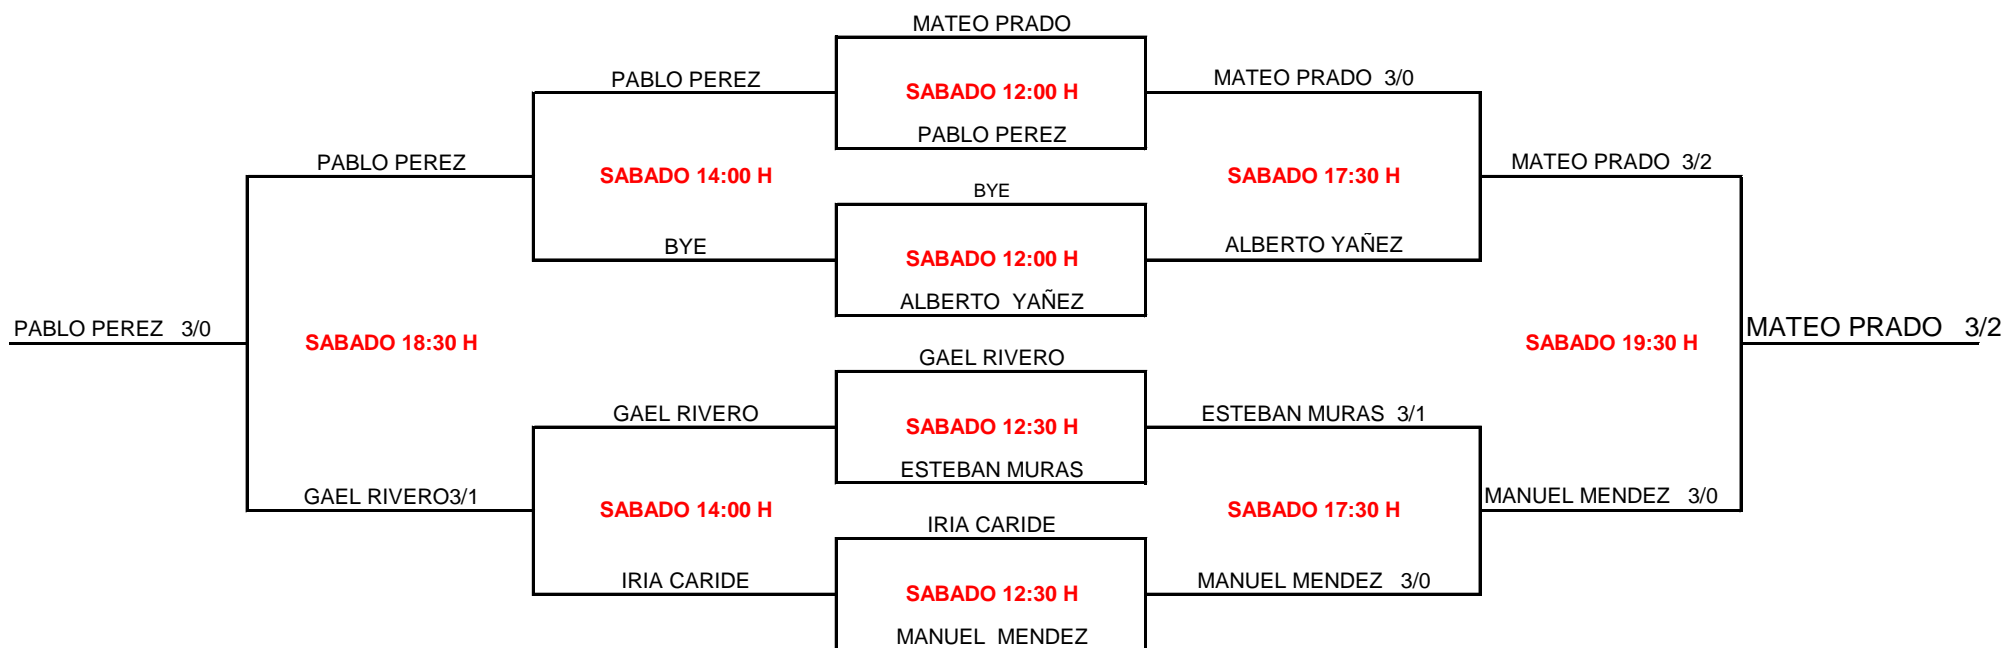 MATEO PRADO
PABLO PEREZ
SABADO 12:00 H
MATEO PRADO 3/0
PABLO PEREZ
PABLO PEREZ
SABADO 14:00 H
BYE
SABADO 17:30 H
MATEO PRADO 3/2
BYE
SABADO 12:00 H
ALBERTO YAÑEZ
ALBERTO YAÑEZ
PABLO PEREZ 3/0
SABADO 18:30 H
GAEL RIVERO
SABADO 19:30 H
MATEO PRADO 3/2
GAEL RIVERO
SABADO 12:30 H
ESTEBAN MURAS 3/1
ESTEBAN MURAS
GAEL RIVERO3/1
SABADO 14:00 H
IRIA CARIDE
SABADO 17:30 H
MANUEL MENDEZ 3/0
IRIA CARIDE
SABADO 12:30 H
MANUEL MENDEZ 3/0
MANUEL MENDEZ